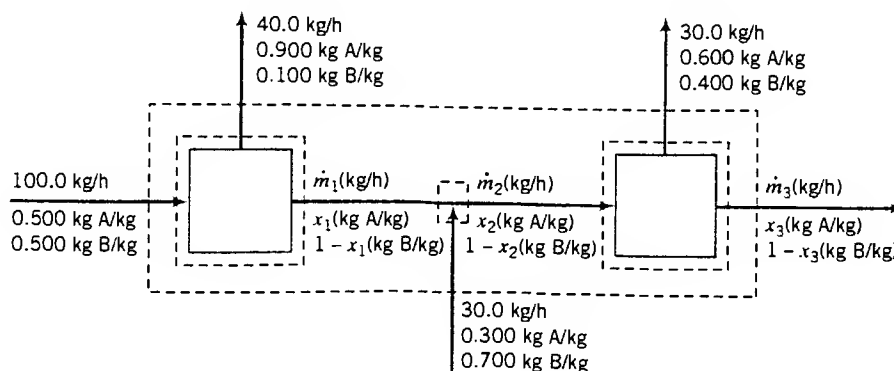 40.0 kg/h
0.900 kg A/kg
0.100 kg B/kg
30.0 kg/h
0.600 kg A/kg
0.400 kg B/kg
100.0 kg/h
0.500 kg A/kg
0.500 kg B/kg
ṁ₁(kg/h)
x₁(kg A/kg)
1 − x₁(kg B/kg)
ṁ₂(kg/h)
x₂(kg A/kg)
1 − x₂(kg B/kg)
ṁ₃(kg/h)
x₃(kg A/kg)
1 − x₃(kg B/kg)
30.0 kg/h
0.300 kg A/kg
0.700 kg B/kg